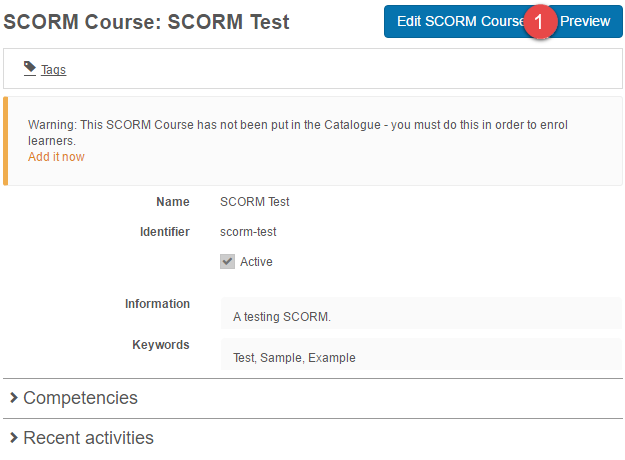 SCORM Course: SCORM Test
Edit SCORM Course
1
Preview
Tags
Warning: This SCORM Course has not been put in the Catalogue - you must do this in order to enrol
learners.
Add it now
Name SCORM Test
Identifier scorm-test
Active
Information
A testing SCORM.
Keywords
Test, Sample, Example
Competencies
Recent activities